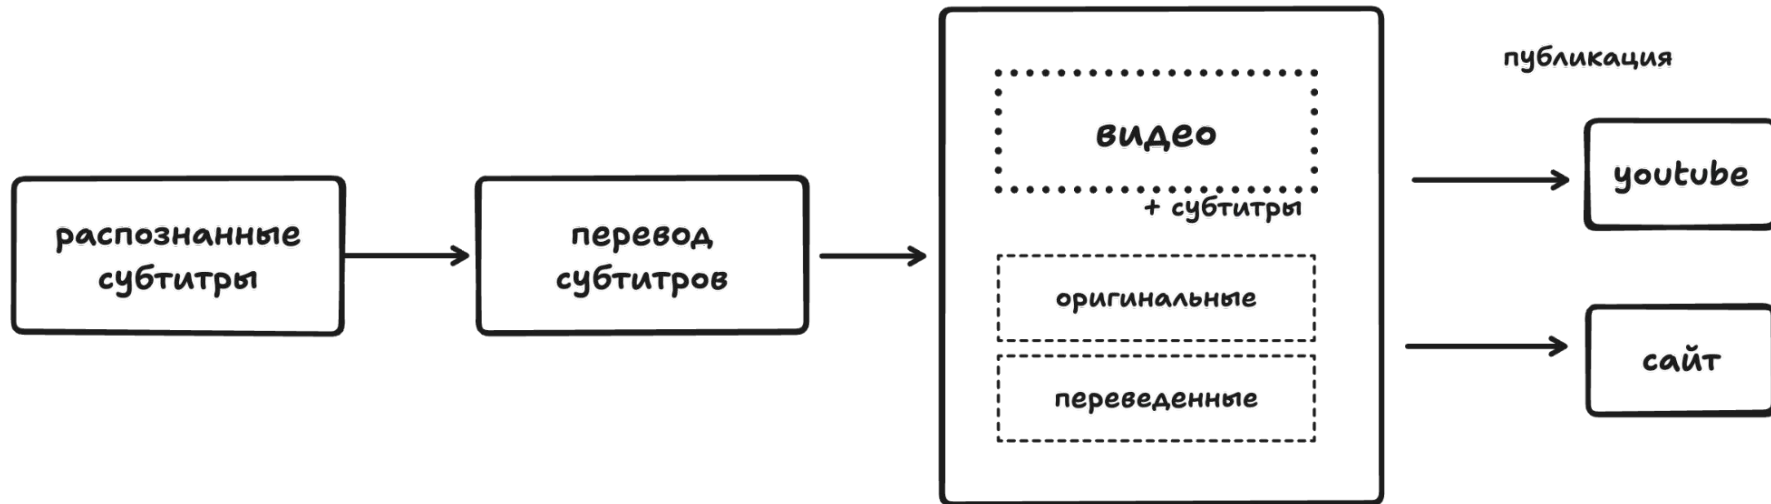 распознанные
субтитры
перевод
субтитров
видео
+ субтитры
оригинальные
переведенные
публикация
youtube
сайт